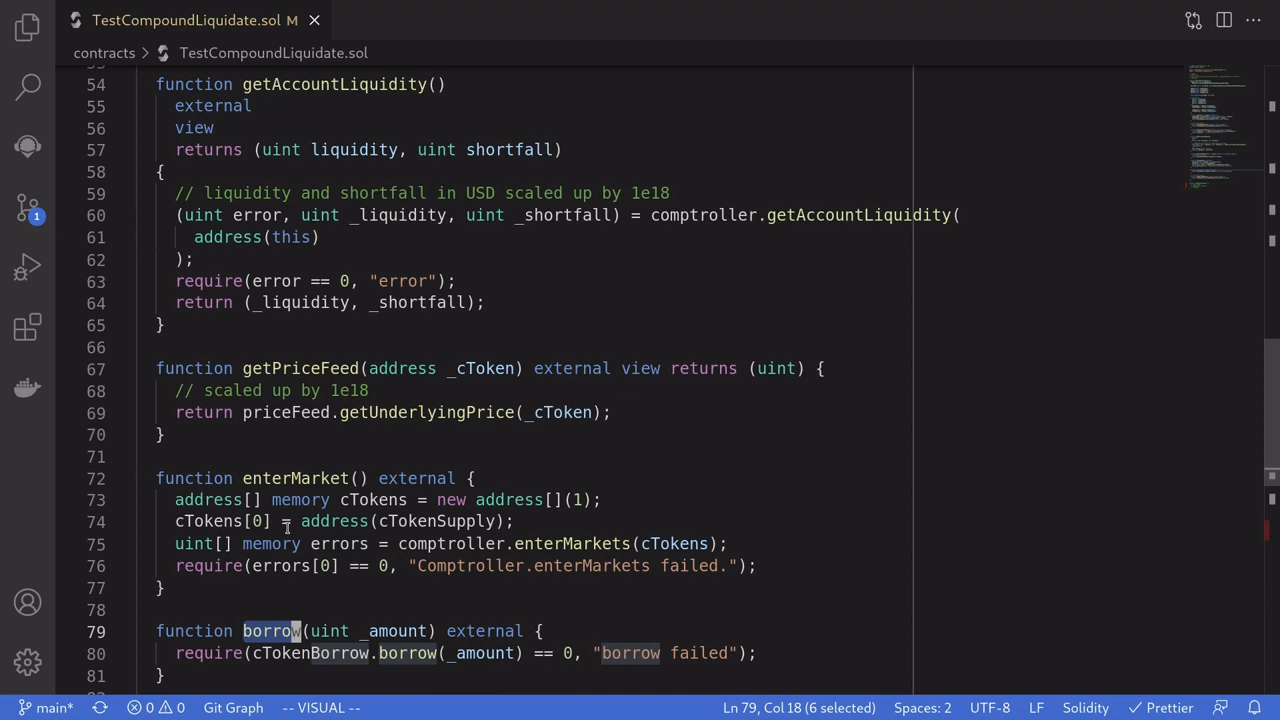 TestCompoundLiquidate.sol M
contracts > TestCompoundLiquidate.sol
54 function getAccountLiquidity()
55 external
56 view
57 returns (uint liquidity, uint shortfall)
58 {
59 // liquidity and shortfall in USD scaled up by 1e18
60 (uint error, uint _liquidity, uint _shortfall) = comptroller.getAccountLiquidity(
61 address(this)
62 );
63 require(error == 0, "error");
64 return (_liquidity, _shortfall);
65 }
66
67 function getPriceFeed(address _cToken) external view returns (uint) {
68 // scaled up by 1e18
69 return priceFeed.getUnderlyingPrice(_cToken);
70 }
71
72 function enterMarket() external {
73 address[] memory cTokens = new address[](1);
74 cTokens[0] = address(cTokenSupply);
75 uint[] memory errors = comptroller.enterMarkets(cTokens);
76 require(errors[0] == 0, "Comptroller.enterMarkets failed.");
77 }
78
79 function borrow(uint _amount) external {
80 require(cTokenBorrow.borrow(_amount) == 0, "borrow failed");
81 }
1
main* 0 0 Git Graph -- VISUAL -- Ln 79, Col 18 (6 selected) Spaces: 2 UTF-8 LF Solidity Prettier